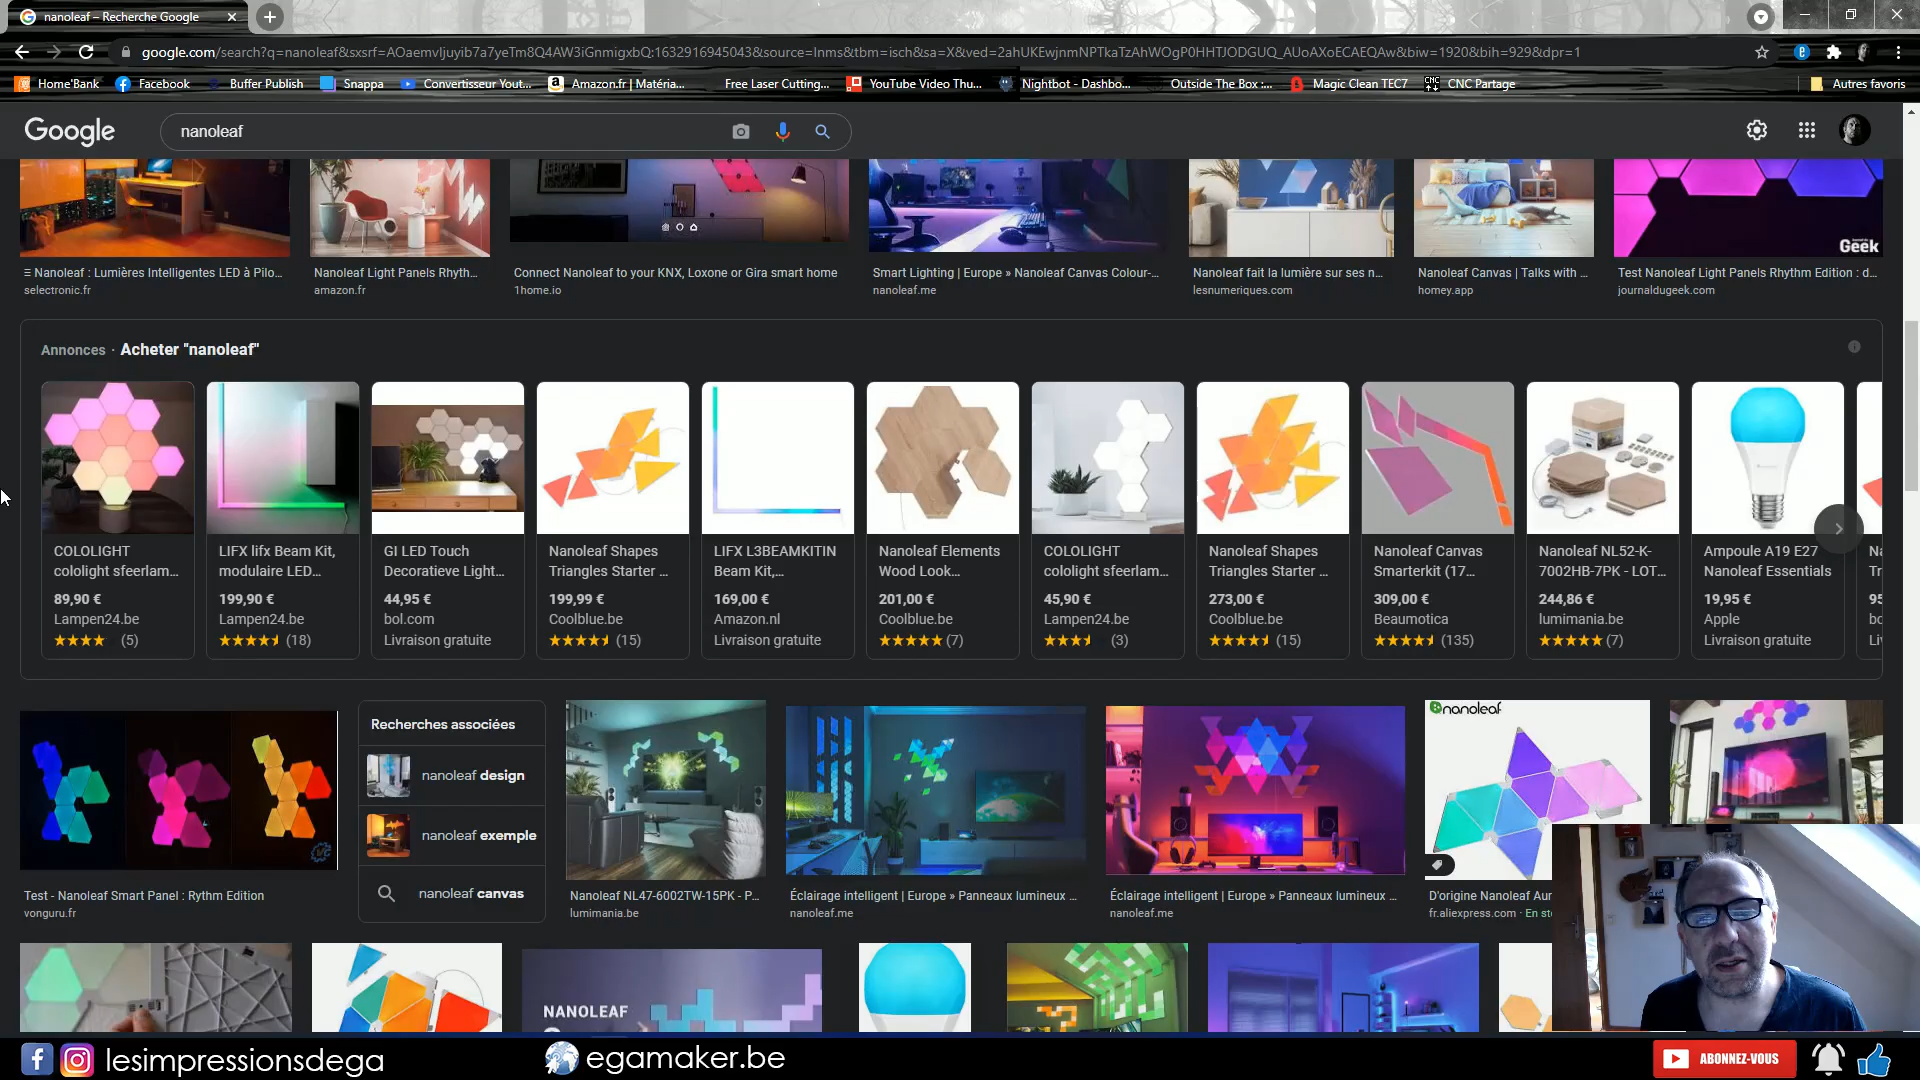 nanoleaf – Recherche Google
google.com/search?q=nanoleaf&sxsrf=AOaemvIjuyib7a7yeTm8Q4AW3iGnmigxbQ:1632916945043&source=lnms&tbm=isch&sa=X&ved=2ahUKEwjnmNPTkaTzAhWOgP0HHTJODGUQ_AUoAXoECAEQAw&biw=1920&bih=929&dpr=1
Home'Bank Facebook Buffer Publish Snappa Convertisseur Yout... Amazon.fr | Matéria... Free Laser Cutting... YouTube Video Thu... Nightbot - Dashbo... Outside The Box :... Magic Clean TEC7 CNC Partage Autres favoris
Google
nanoleaf
Geek
Nanoleaf : Lumières Intelligentes LED à Pilo...
selectronic.fr
Nanoleaf Light Panels Rhyth...
amazon.fr
Connect Nanoleaf to your KNX, Loxone or Gira smart home
1home.io
Smart Lighting | Europe » Nanoleaf Canvas Colour-...
nanoleaf.me
Nanoleaf fait la lumière sur ses n...
lesnumeriques.com
Nanoleaf Canvas | Talks with ...
homey.app
Test Nanoleaf Light Panels Rhythm Edition : d...
journaldugeek.com
Annonces · Acheter "nanoleaf"
COLOLIGHT
cololight sfeerlam...
89,90 €
Lampen24.be
(5)
LIFX lifx Beam Kit,
modulaire LED...
199,90 €
Lampen24.be
(18)
GI LED Touch
Decoratieve Light...
44,95 €
bol.com
Livraison gratuite
Nanoleaf Shapes
Triangles Starter ...
199,99 €
Coolblue.be
(15)
LIFX L3BEAMKITIN
Beam Kit,...
169,00 €
Amazon.nl
Livraison gratuite
Nanoleaf Elements
Wood Look...
201,00 €
Coolblue.be
(7)
COLOLIGHT
cololight sfeerlam...
45,90 €
Lampen24.be
(3)
Nanoleaf Shapes
Triangles Starter ...
273,00 €
Coolblue.be
(15)
Nanoleaf Canvas
Smarterkit (17...
309,00 €
Beaumotica
(135)
Nanoleaf NL52-K-
7002HB-7PK - LOT...
244,86 €
lumimania.be
(7)
Ampoule A19 E27
Nanoleaf Essentials
19,95 €
Apple
Livraison gratuite
Na
Tr
95
bo
Li
Test - Nanoleaf Smart Panel : Rythm Edition
vonguru.fr
Recherches associées
nanoleaf design
nanoleaf exemple
nanoleaf canvas
Nanoleaf NL47-6002TW-15PK - P...
lumimania.be
Éclairage intelligent | Europe » Panneaux lumineux ...
nanoleaf.me
Éclairage intelligent | Europe » Panneaux lumineux ...
nanoleaf.me
nanoleaf
D'origine Nanoleaf Aur
fr.aliexpress.com · En st
NANOLEAF
lesimpressionsdega
egamaker.be
ABONNEZ-VOUS